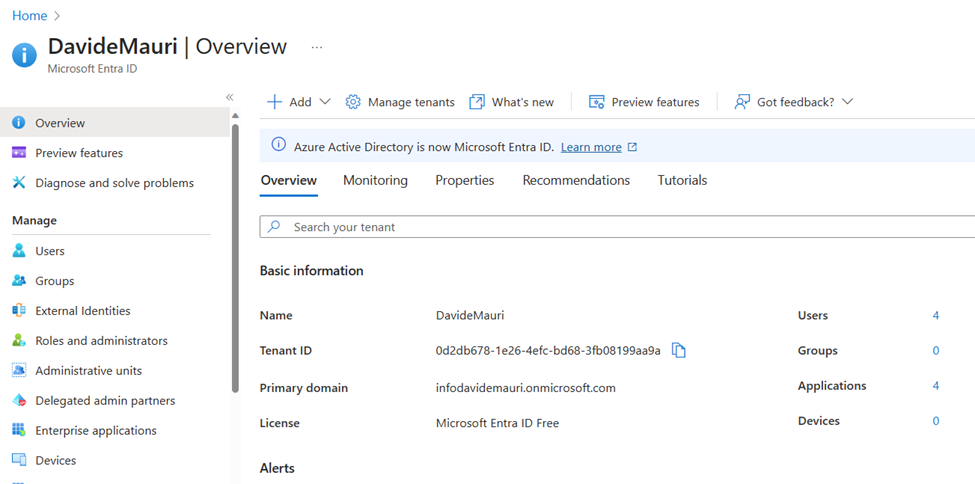 Home >
DavideMauri | Overview ...
Microsoft Entra ID
«
Add Manage tenants What's new Preview features Got feedback?
Azure Active Directory is now Microsoft Entra ID. Learn more
Overview Monitoring Properties Recommendations Tutorials
Search your tenant
Overview
Preview features
Diagnose and solve problems
Manage
Users
Groups
External Identities
Roles and administrators
Administrative units
Delegated admin partners
Enterprise applications
Devices
Basic information
Name DavideMauri Users 4
Tenant ID 0d2db678-1e26-4efc-bd68-3fb08199aa9a Groups 0
Primary domain infodavidemauri.onmicrosoft.com Applications 4
License Microsoft Entra ID Free Devices 0
Alerts